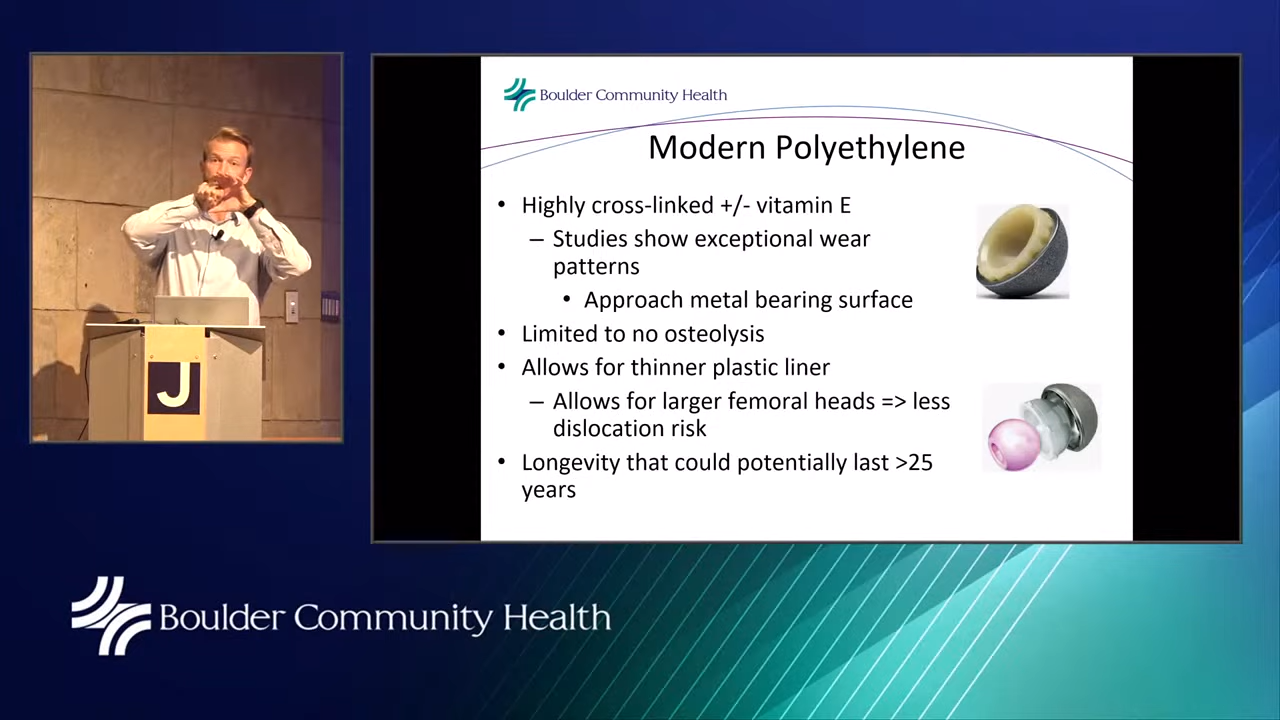 Boulder Community Health
Modern Polyethylene
• Highly cross-linked +/- vitamin E
– Studies show exceptional wear
patterns
• Approach metal bearing surface
• Limited to no osteolysis
• Allows for thinner plastic liner
– Allows for larger femoral heads => less
dislocation risk
• Longevity that could potentially last >25
years
J
Boulder Community Health